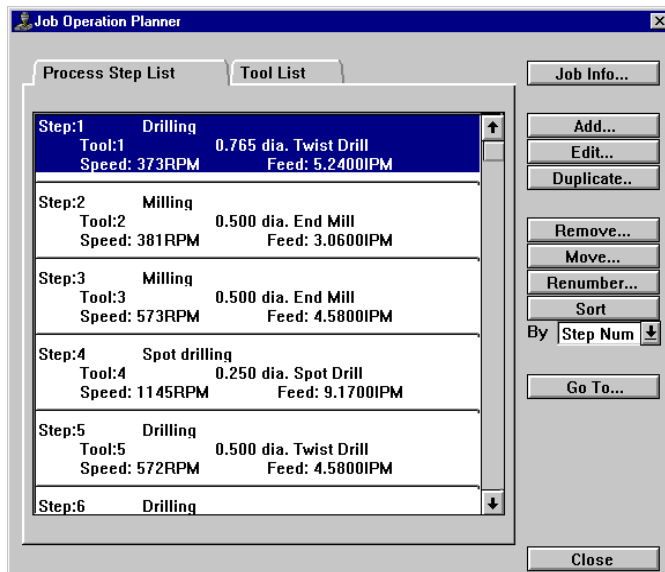 Job Operation Planner
Process Step List
Tool List
Step:1 Drilling
Tool:1 0.765 dia. Twist Drill
Speed: 373RPM Feed: 5.2400IPM
Step:2 Milling
Tool:2 0.500 dia. End Mill
Speed: 381RPM Feed: 3.0600IPM
Step:3 Milling
Tool:3 0.500 dia. End Mill
Speed: 573RPM Feed: 4.5800IPM
Step:4 Spot drilling
Tool:4 0.250 dia. Spot Drill
Speed: 1145RPM Feed: 9.1700IPM
Step:5 Drilling
Tool:5 0.500 dia. Twist Drill
Speed: 572RPM Feed: 4.5800IPM
Step:6 Drilling
Job Info...
Add...
Edit...
Duplicate..
Remove...
Move...
Renumber...
Sort
By Step Num
Go To...
Close